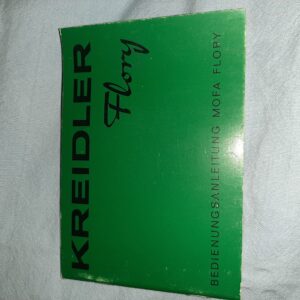 KREIDLER
Flory
BEDIENUNGSANLEITUNG MOFA FLORY